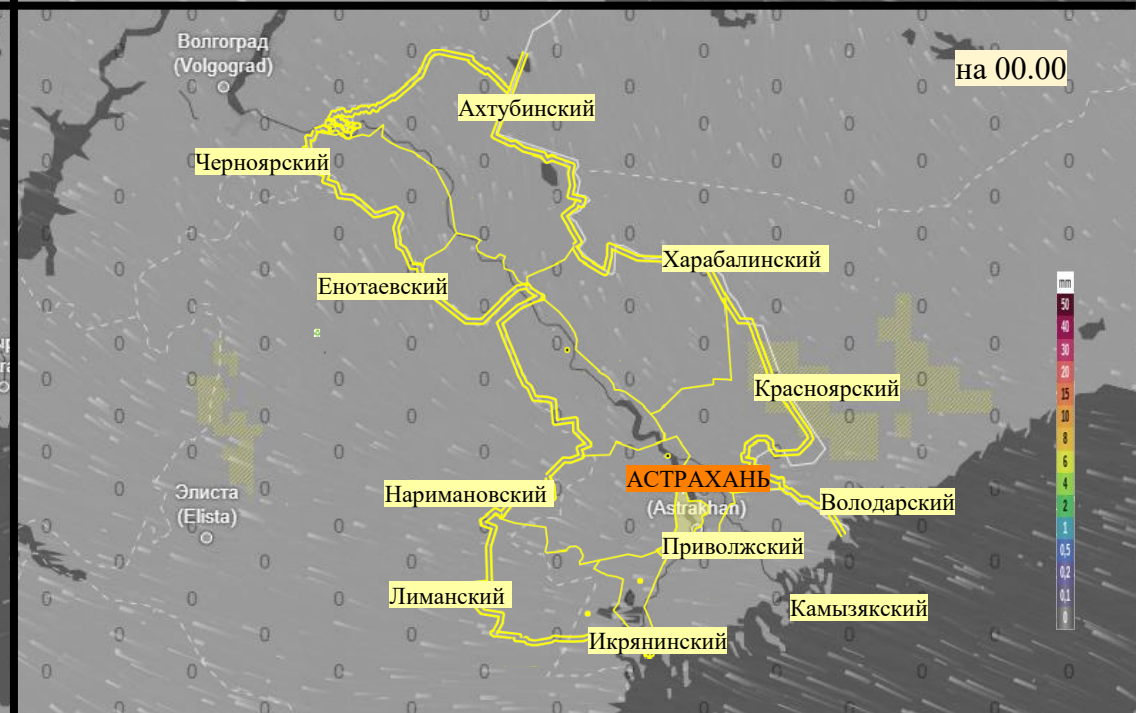 Волгоград
(Volgograd)
на 00.00
Ахтубинский
Черноярский
Харабалинский
Енотаевский
mm
50
40
30
20
15
10
8
6
4
2
1
0,5
0,2
0,1
0
Красноярский
АСТРАХАНЬ
(Astrakhan)
Нариманoвский
Элиста
(Elista)
Володарский
Приволжский
Лиманский
Камызякский
Икрянинский